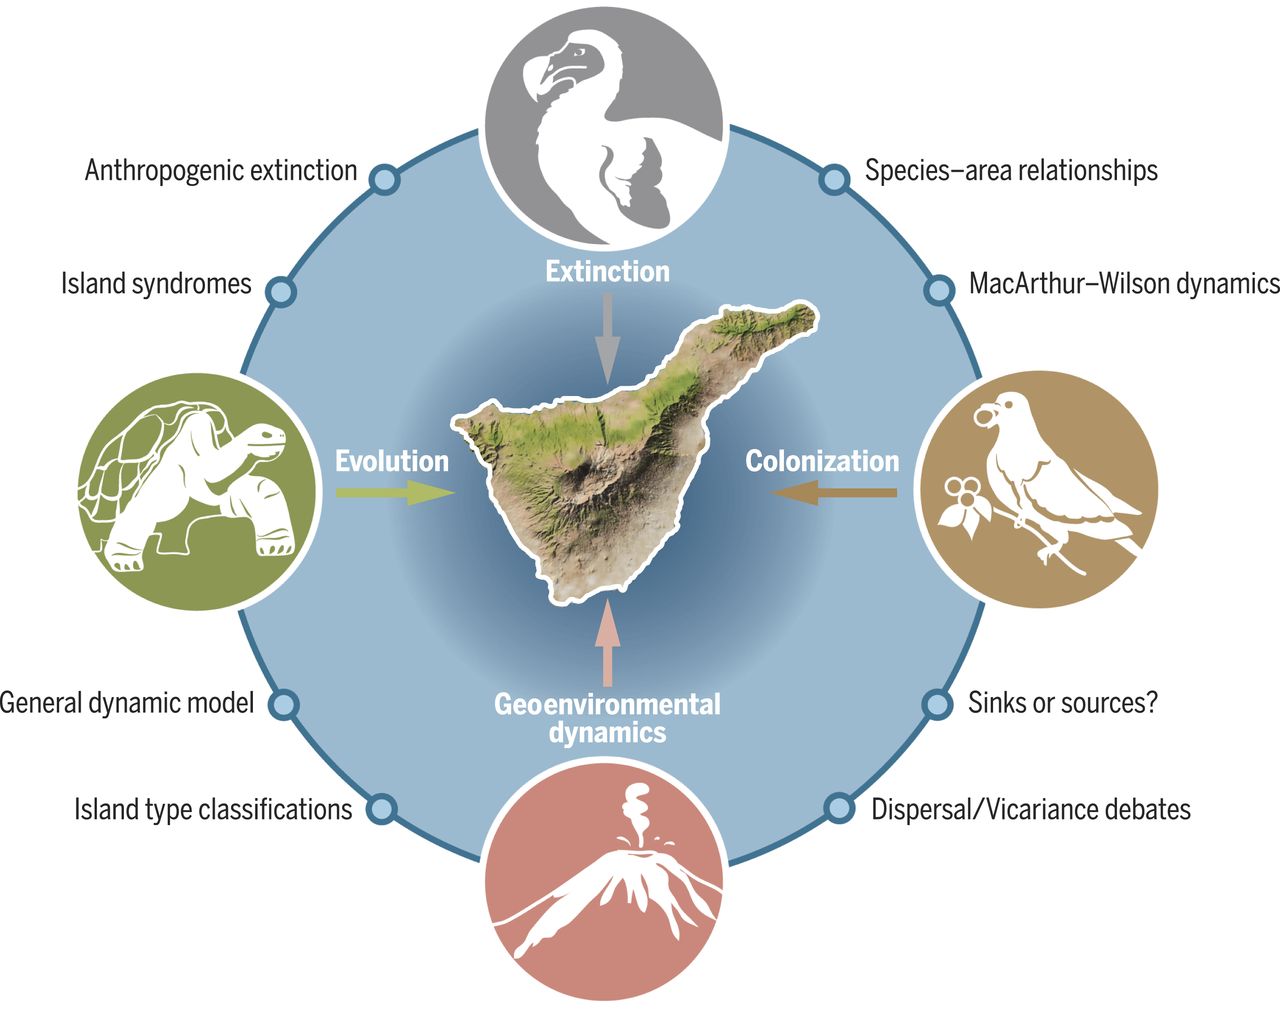 Anthropogenic extinction
Species–area relationships
Extinction
Island syndromes
MacArthur–Wilson dynamics
Evolution
Colonization
General dynamic model
Geoenvironmental
dynamics
Sinks or sources?
Island type classifications
Dispersal/Vicariance debates